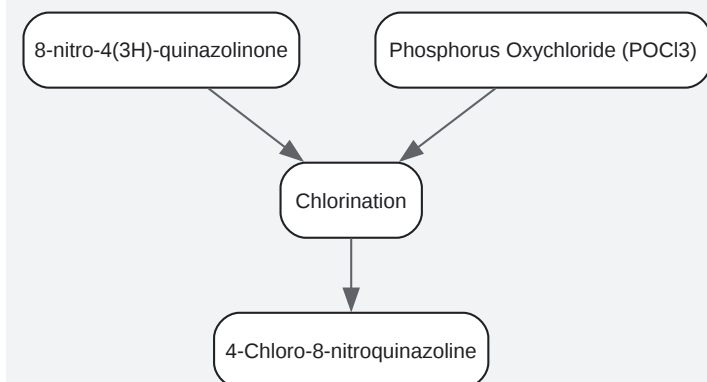 8-nitro-4(3H)-quinazolinone
Phosphorus Oxychloride (POCl3)
Chlorination
4-Chloro-8-nitroquinazoline